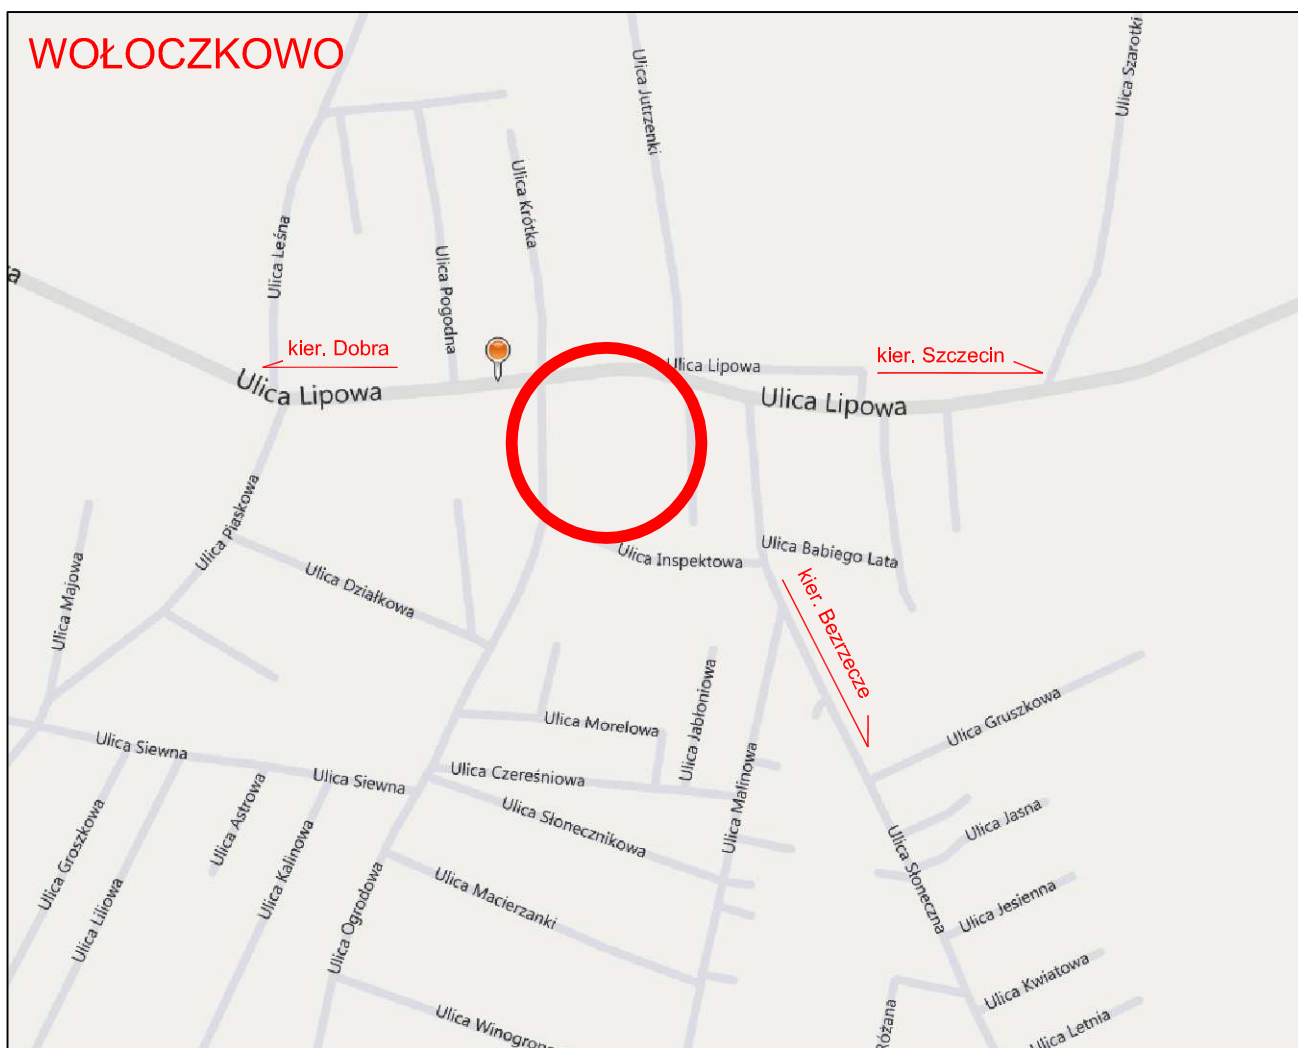 WOŁOCZKOWO
Ulica Jutrzenki
Ulica Szarotki
Ulica Krótka
Ulica Leśna
Ulica Pogodna
kier. Dobra
Ulica Lipowa
kier. Szczecin
Ulica Lipowa
Ulica Lipowa
Ulica Piaskowa
Ulica Majowa
Ulica Działkowa
Ulica Inspektowa
Ulica Babiego Lata
kier. Bezrzecze
Ulica Jabłoniowa
Ulica Gruszkowa
Ulica Morelowa
Ulica Siewna
Ulica Siewna
Ulica Czereśniowa
Ulica Malinowa
Ulica Słonecznikowa
Ulica Astrowa
Ulica Groszkowa
Ulica Kalinowa
Ulica Jasna
Ulica Słoneczna
Ulica Liliowa
Ulica Ogrodowa
Ulica Macierzanki
Ulica Jesienna
Ulica Kwiatowa
Ulica Winogron
Różana
Ulica Letnia